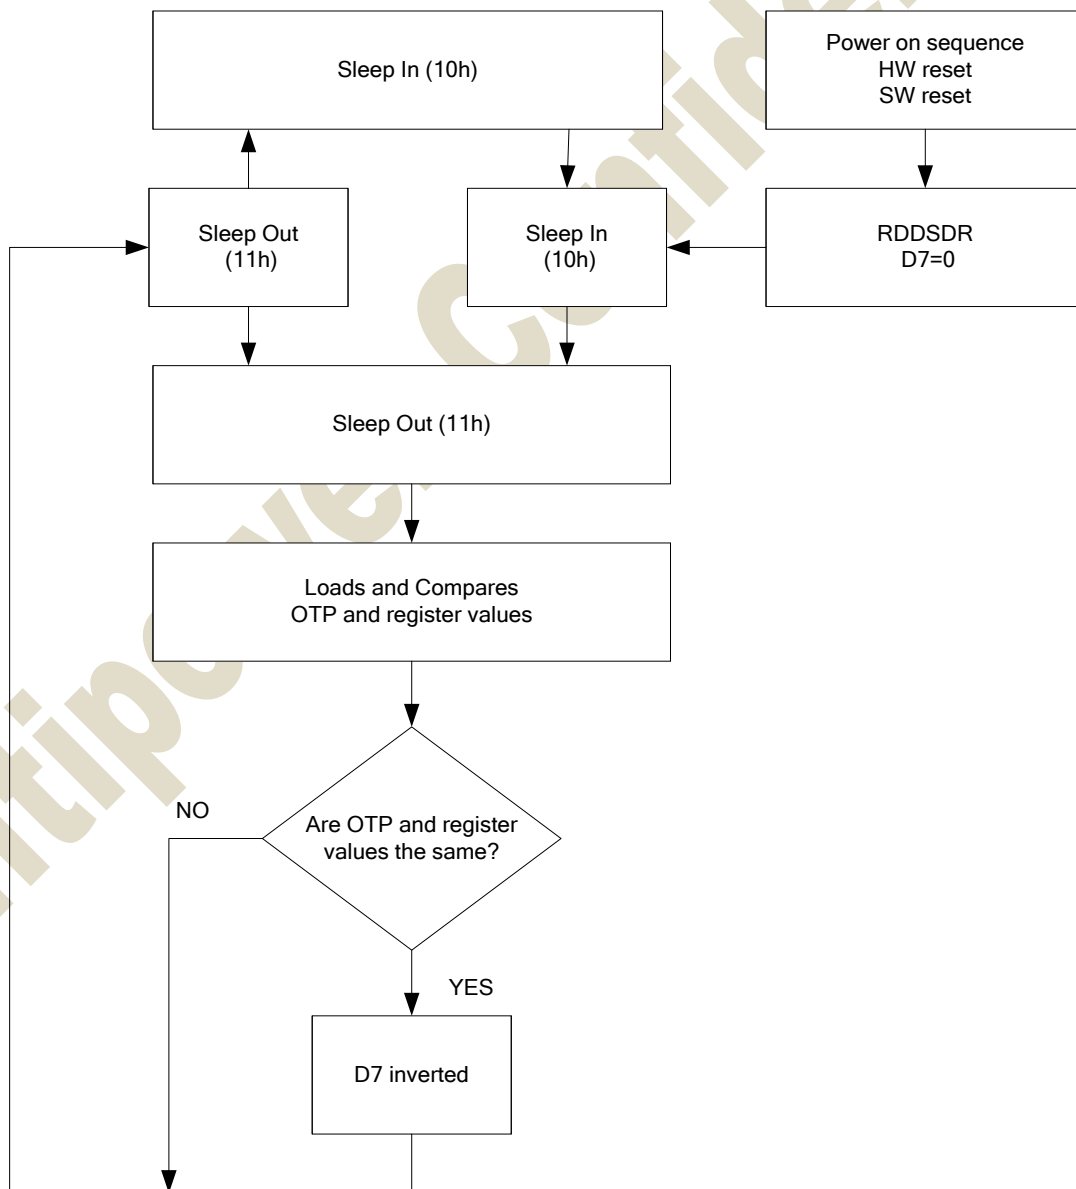 Sleep In (10h)
Power on sequence
HW reset
SW reset
Sleep Out
(11h)
Sleep In
(10h)
RDDSDR
D7=0
Sleep Out (11h)
Loads and Compares
OTP and register values
Are OTP and register
values the same?
NO
YES
D7 inverted